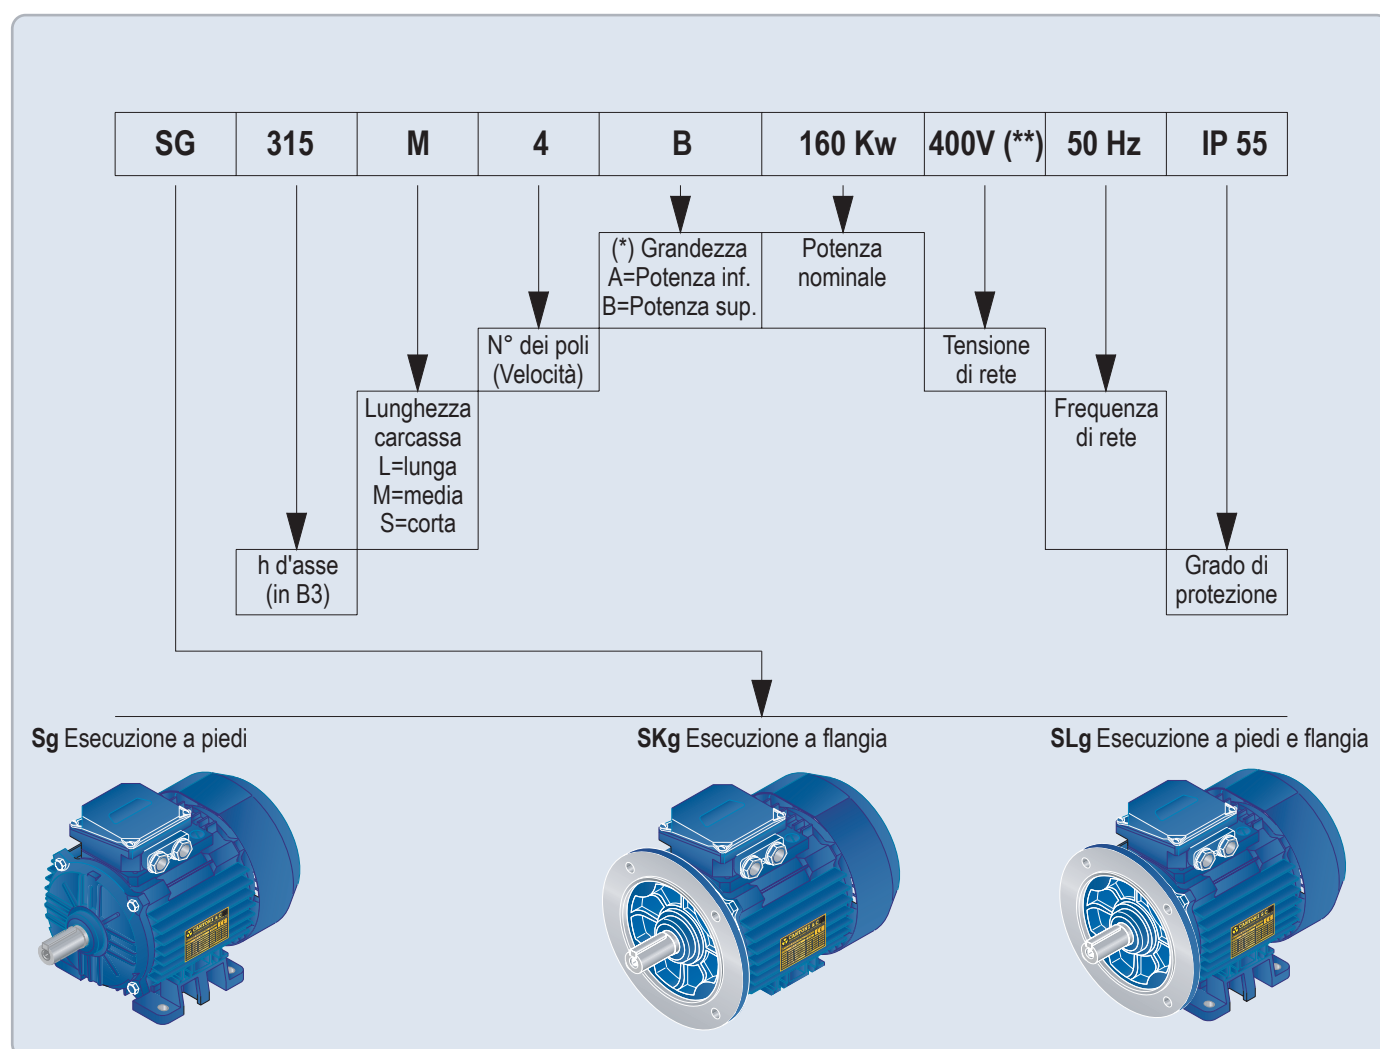 SG 315 M 4 B 160 Kw 400V (**) 50 Hz IP 55
(*) Grandezza
A=Potenza inf.
B=Potenza sup.
Potenza
nominale
N° dei poli
(Velocità)
Tensione
di rete
Lunghezza
carcassa
L=lunga
M=media
S=corta
Frequenza
di rete
h d'asse
(in B3)
Grado di
protezione
Sg Esecuzione a piedi
SKg Esecuzione a flangia
SLg Esecuzione a piedi e flangia